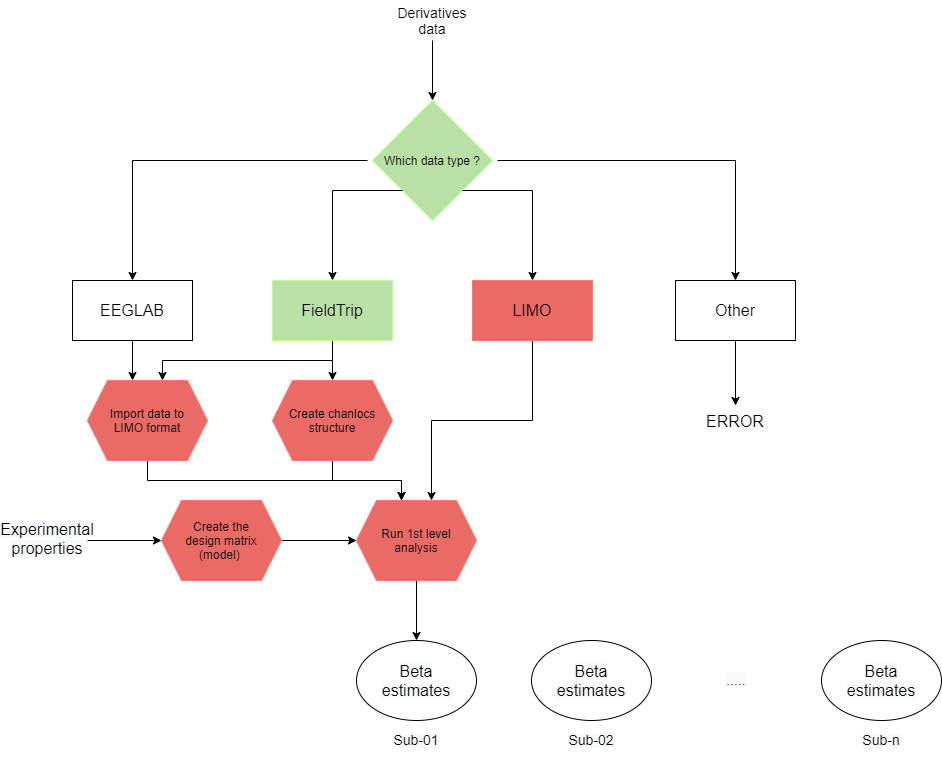 Derivatives
data
Which data type ?
EEGLAB
FieldTrip
LIMO
Other
Import data to
LIMO format
Create chanlocs
structure
ERROR
Experimental
properties
Create the
design matrix
(model)
Run 1st level
analysis
Beta
estimates
Beta
estimates
.....
Beta
estimates
Sub-01
Sub-02
Sub-n